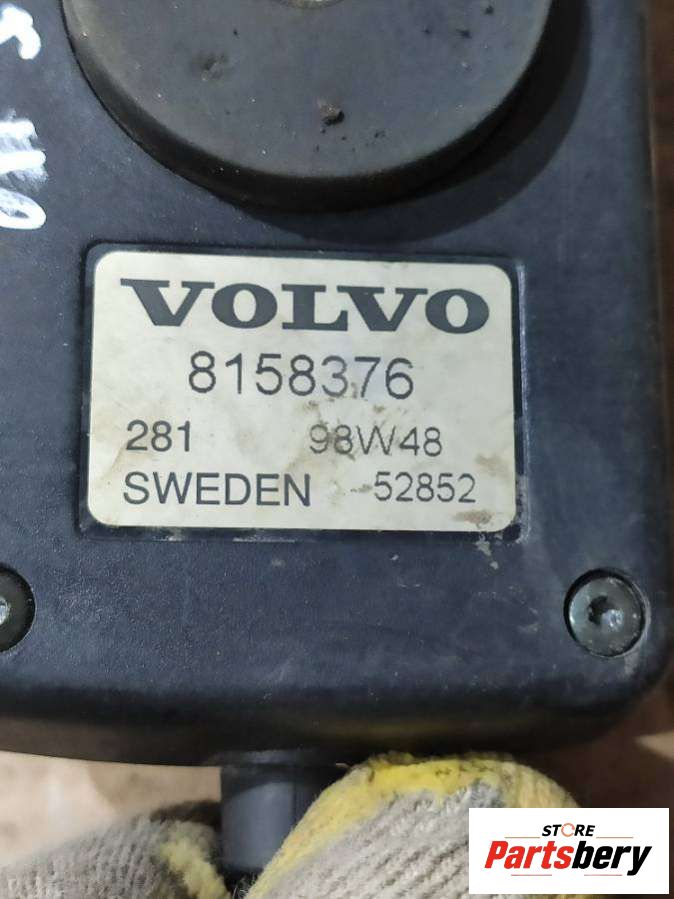 VOLVO
8158376
281 98W48
SWEDEN 52852
STORE
Partsbery